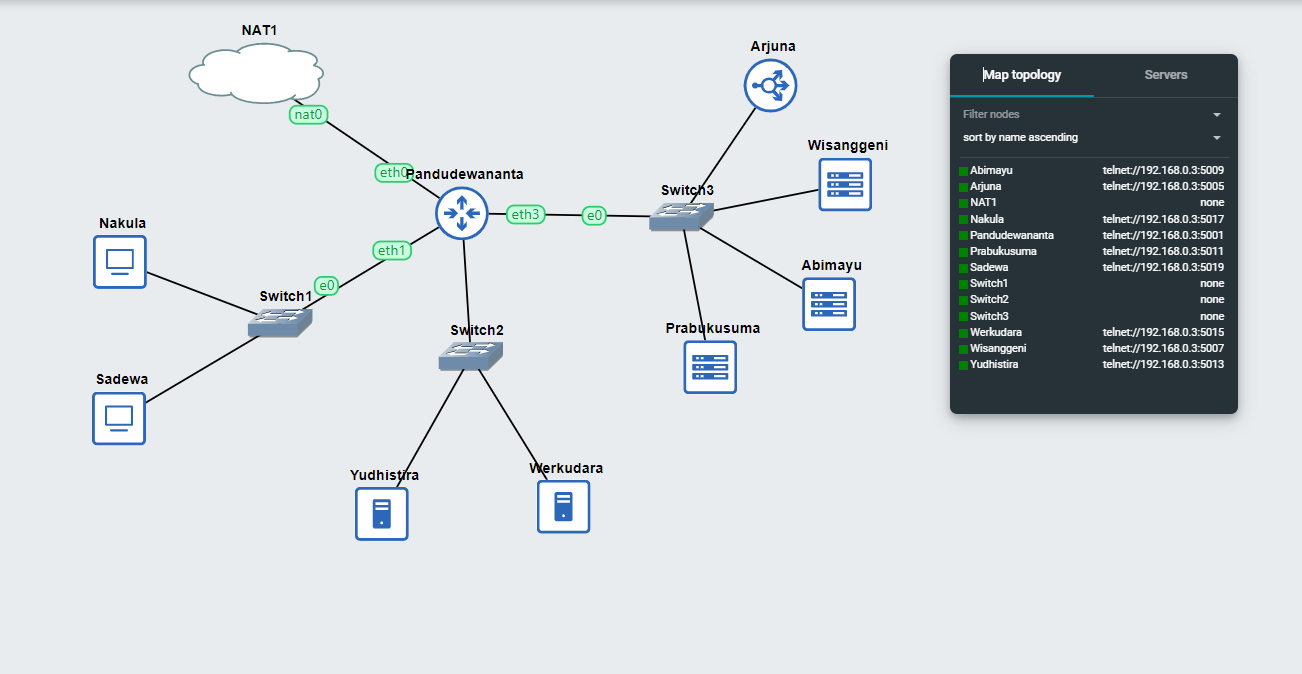 NAT1
nat0
eth0
Pandudewananta
eth3
e0
eth1
e0
Nakula
Switch1
Sadewa
Switch2
Yudhistira
Werkudara
Arjuna
Wisanggeni
Switch3
Abimayu
Prabukusuma
Map topology Servers
Filter nodes
sort by name ascending
Abimayu telnet://192.168.0.3:5009
Arjuna telnet://192.168.0.3:5005
NAT1 none
Nakula telnet://192.168.0.3:5017
Pandudewananta telnet://192.168.0.3:5001
Prabukusuma telnet://192.168.0.3:5011
Sadewa telnet://192.168.0.3:5019
Switch1 none
Switch2 none
Switch3 none
Werkudara telnet://192.168.0.3:5015
Wisanggeni telnet://192.168.0.3:5007
Yudhistira telnet://192.168.0.3:5013